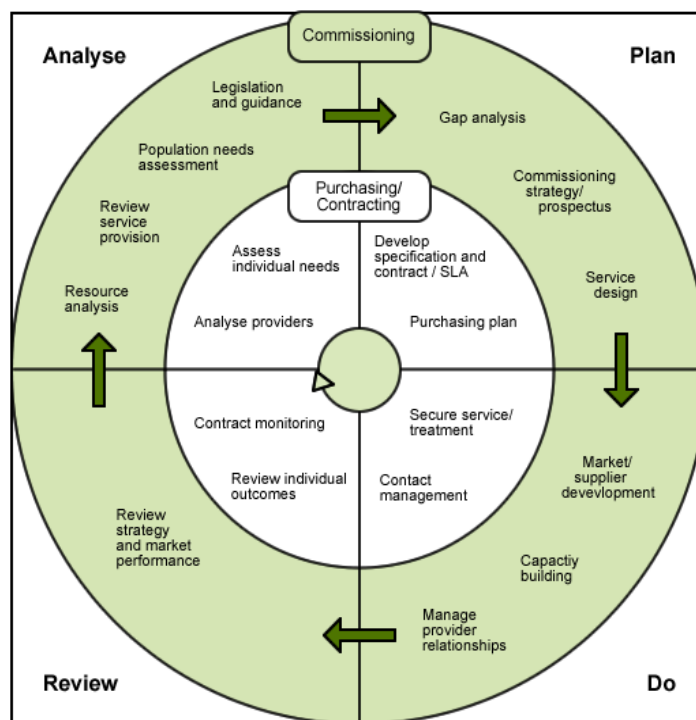 Analyse
Commissioning
Plan
Legislation
and guidance
Gap analysis
Population needs
assessment
Commissioning
strategy/
prospectus
Review
service
provision
Purchasing/
Contracting
Assess
individual needs
Develop
specification and
contract / SLA
Resource
analysis
Service
design
Analyse providers
Purchasing plan
Contract monitoring
Secure service/
treatment
Review individual
outcomes
Contact
management
Market/
supplier
devevlopment
Review
strategy
and market
performance
Capactiy
building
Manage
provider
relationships
Review
Do